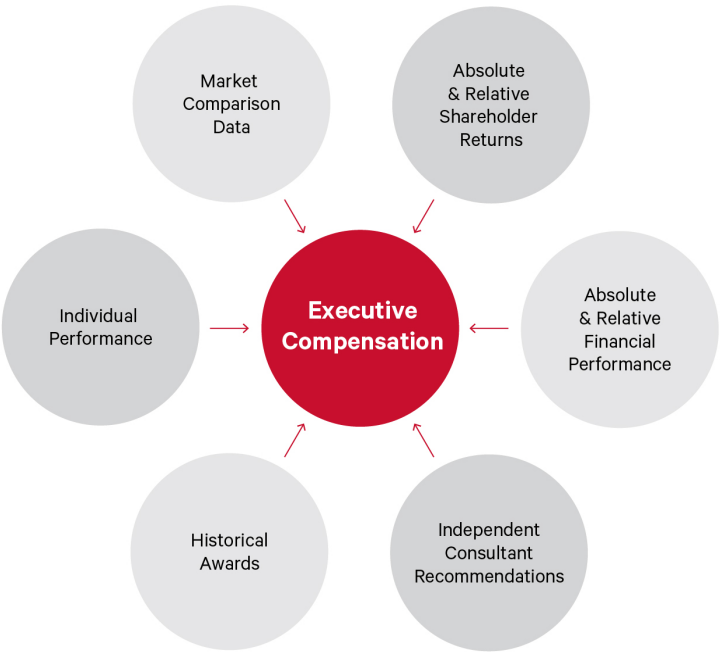 Market
Comparison
Data
Absolute
& Relative
Shareholder
Returns
Individual
Performance
Executive
Compensation
Absolute
& Relative
Financial
Performance
Historical
Awards
Independent
Consultant
Recommendations